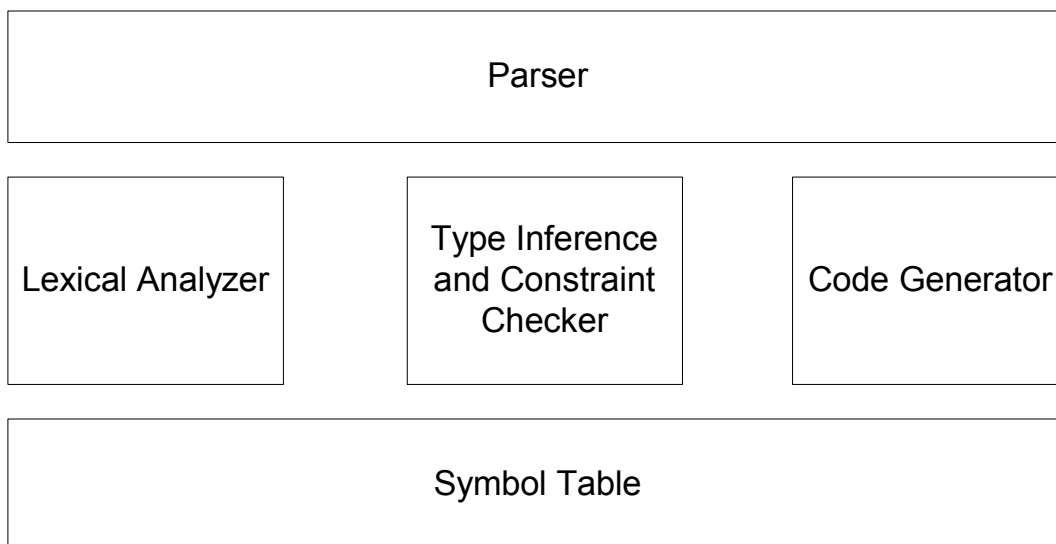 Parser
Lexical Analyzer
Type Inference
and Constraint
Checker
Code Generator
Symbol Table